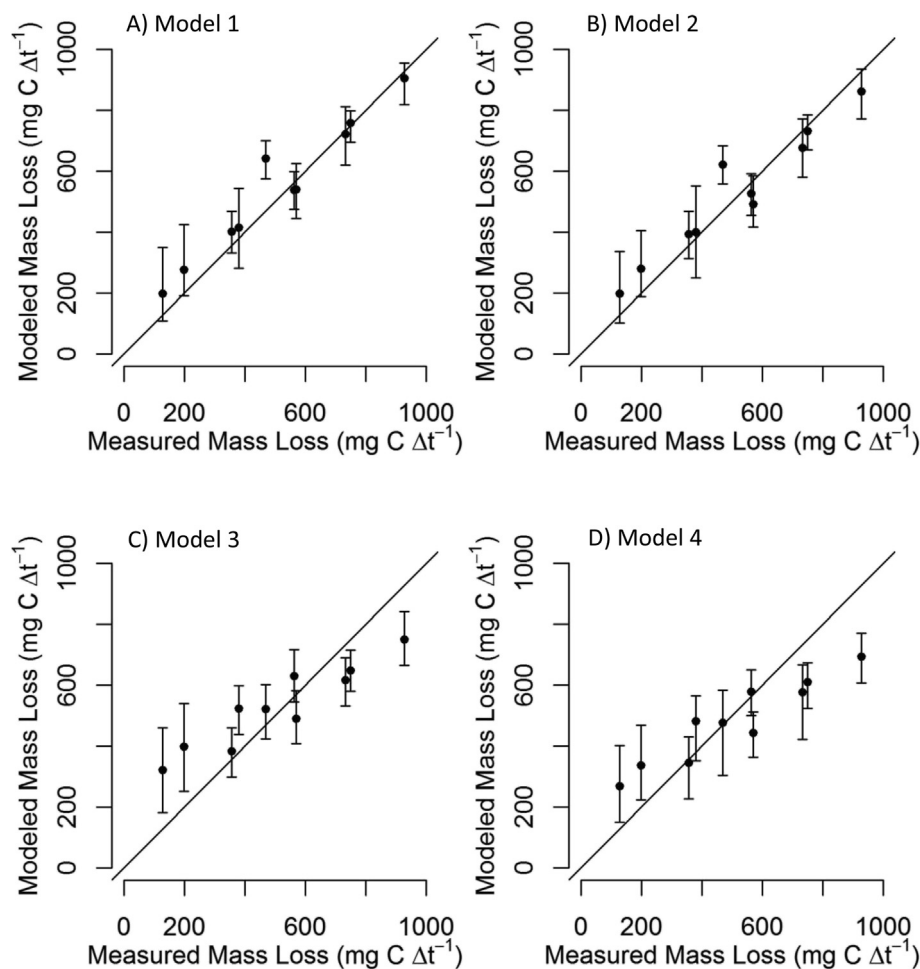 A) Model 1
Modeled Mass Loss (mg C Δt⁻¹)
0 200 600 1000
0 200 600 1000
Measured Mass Loss (mg C Δt⁻¹)
B) Model 2
Modeled Mass Loss (mg C Δt⁻¹)
0 200 600 1000
0 200 600 1000
Measured Mass Loss (mg C Δt⁻¹)
C) Model 3
Modeled Mass Loss (mg C Δt⁻¹)
0 200 600 1000
0 200 600 1000
Measured Mass Loss (mg C Δt⁻¹)
D) Model 4
Modeled Mass Loss (mg C Δt⁻¹)
0 200 600 1000
0 200 600 1000
Measured Mass Loss (mg C Δt⁻¹)